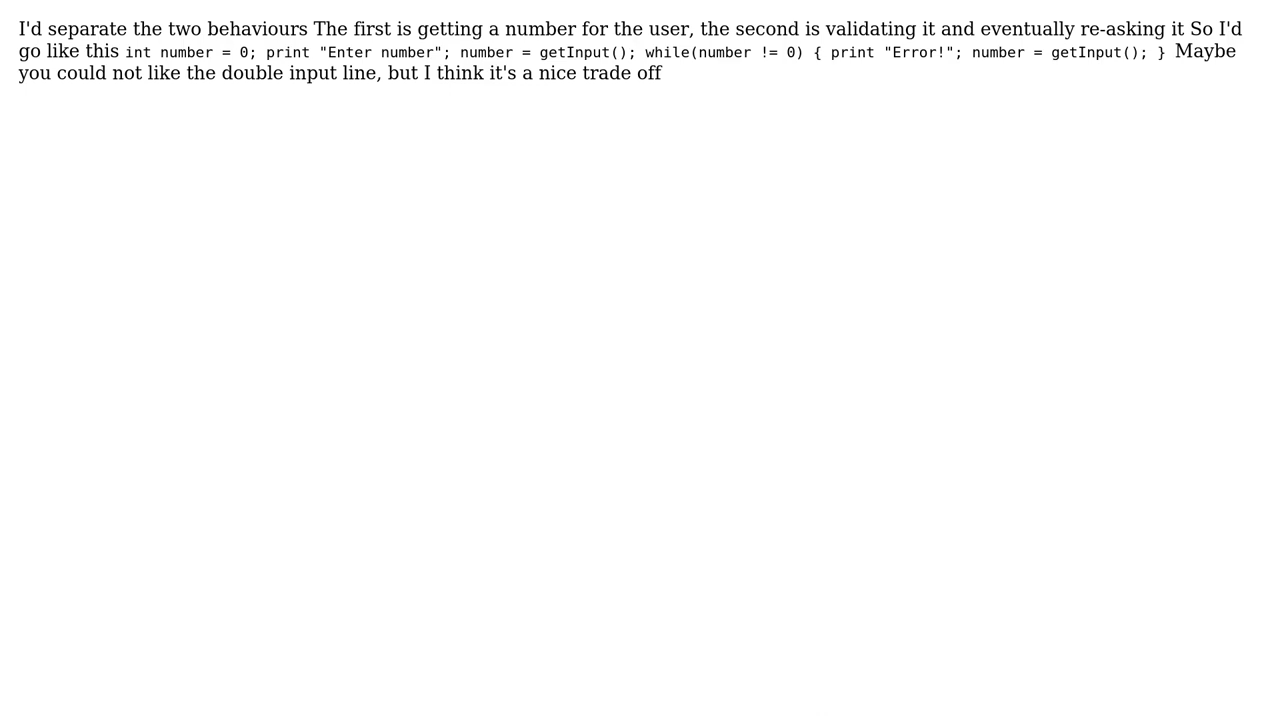 I'd separate the two behaviours The first is getting a number for the user, the second is validating it and eventually re-asking it So I'd
go like this int number = 0; print "Enter number"; number = getInput(); while(number != 0) { print "Error!"; number = getInput(); } Maybe
you could not like the double input line, but I think it's a nice trade off